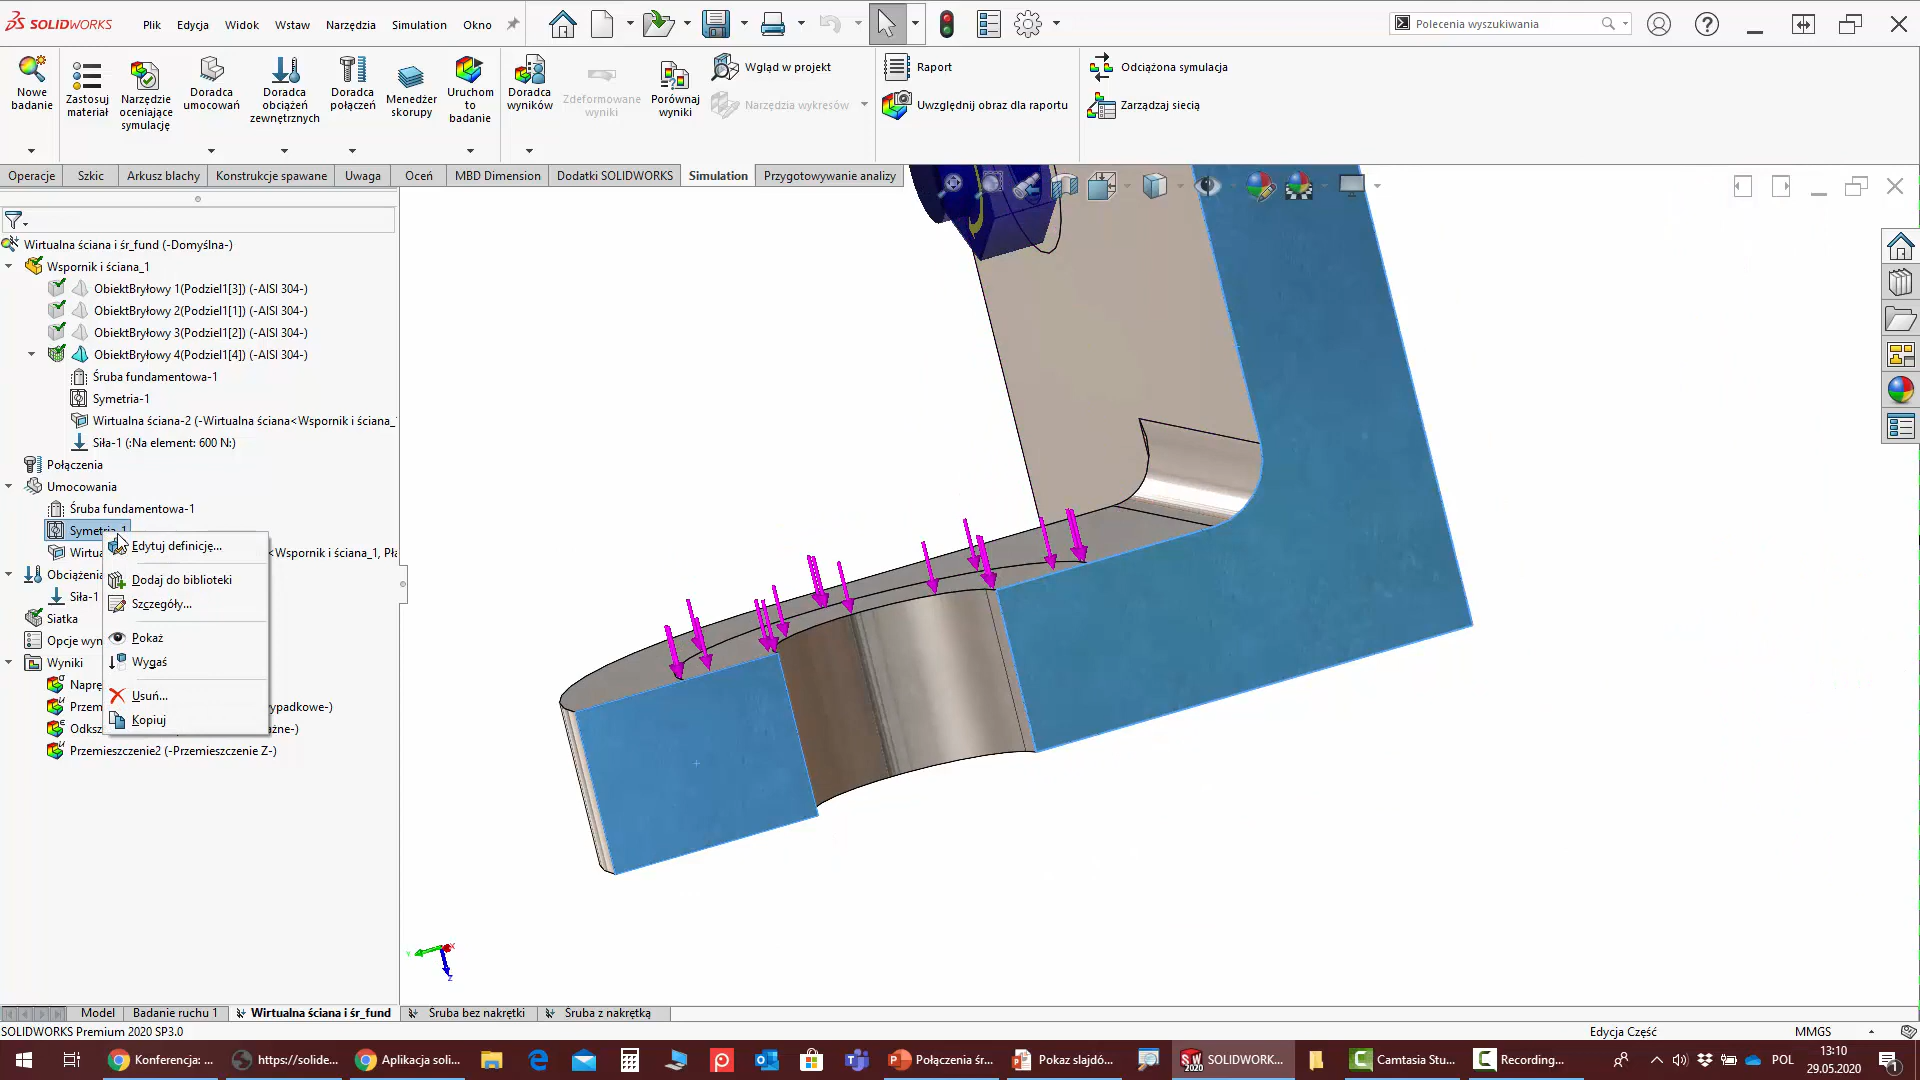 SOLIDWORKS
Plik
Edycja
Widok
Wstaw
Narzędzia
Simulation
Okno
Polecenia wyszukiwania
Nowe badanie
Zastosuj materiał
Narzędzie oceniające symulację
Doradca umocowań
Doradca obciążeń zewnętrznych
Doradca połączeń
Menedżer skorupy
Uruchom to badanie
Doradca wyników
Zdeformowane wyniki
Porównaj wyniki
Wgląd w projekt
Narzędzia wykresów
Raport
Uwzględnij obraz dla raportu
Odciążona symulacja
Zarządzaj siecią
Operacje
Szkic
Arkusz blachy
Konstrukcje spawane
Uwaga
Oceń
MBD Dimension
Dodatki SOLIDWORKS
Simulation
Przygotowywanie analizy
Wirtualna ściana i śr_fund (-Domyślna-)
Wspornik i ściana_1
ObiektBryłowy 1(Podziel1[3]) (-AISI 304-)
ObiektBryłowy 2(Podziel1[1]) (-AISI 304-)
ObiektBryłowy 3(Podziel1[2]) (-AISI 304-)
ObiektBryłowy 4(Podziel1[4]) (-AISI 304-)
Śruba fundamentowa-1
Symetria-1
Wirtualna ściana-2 (-Wirtualna ściana<Wspornik i ściana_
Siła-1 (:Na element: 600 N:)
Połączenia
Umocowania
Śruba fundamentowa-1
Symetria-1
Wirtua
<Wspornik i ściana_1, Pła
Obciążenia
Siła-1
Siatka
Opcje wyn
Wyniki
Napręż
Przem
ypadkowe-)
Odksz
ażne-)
Przemieszczenie2 (-Przemieszczenie Z-)
Edytuj definicję...
Dodaj do biblioteki
Szczegóły...
Pokaż
Wygaś
Usuń...
Kopiuj
Y
X
Z
Model
Badanie ruchu 1
Wirtualna ściana i śr_fund
Śruba bez nakrętki
Śruba z nakrętką
SOLIDWORKS Premium 2020 SP3.0
Edycja Część
MMGS
Konferencja: ...
https://solide...
Aplikacja soli...
Połączenia śr...
Pokaz slajdó...
SOLIDWORK...
Camtasia Stu...
Recording...
POL
13:10
29.05.2020